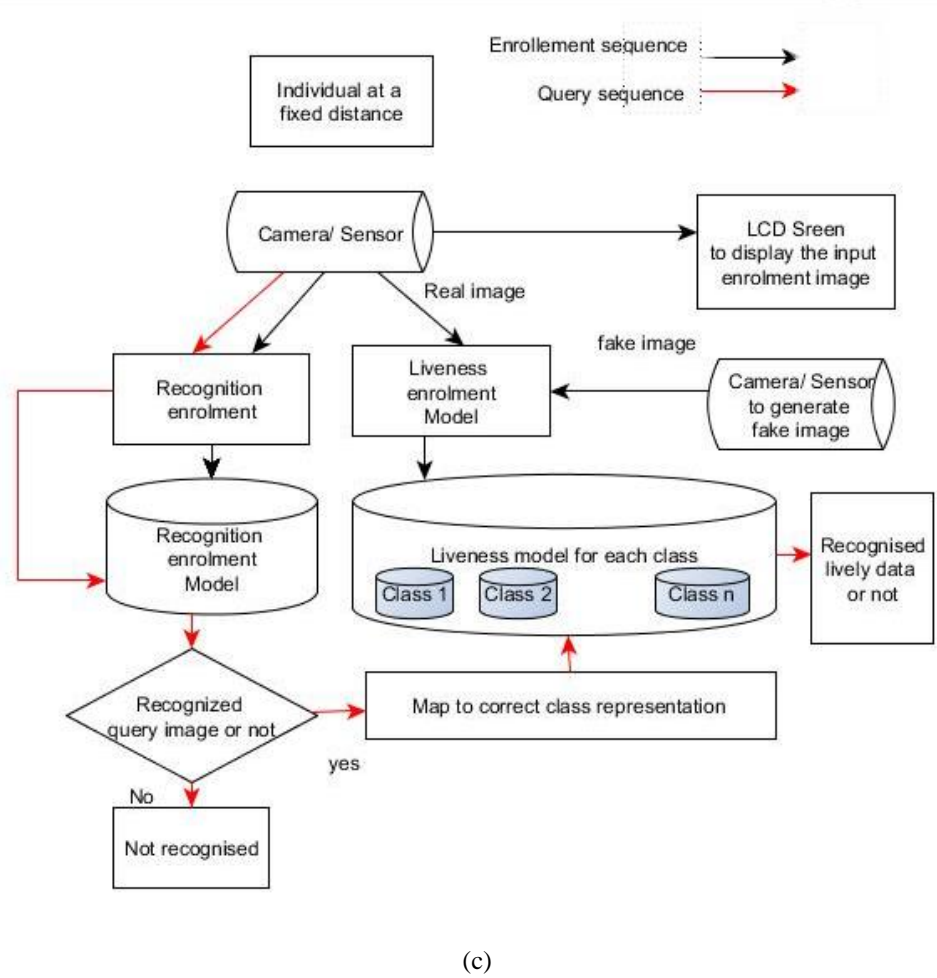 Enrollement sequence
Query sequence
Individual at a
fixed distance
Camera/ Sensor
LCD Sreen
to display the input
enrolment image
Real image
fake image
Recognition
enrolment
Liveness
enrolment
Model
Camera/ Sensor
to generate
fake image
Recognition
enrolment
Model
Liveness model for each class
Class 1
Class 2
Class n
Recognised
lively data
or not
Recognized
query image or not
Map to correct class representation
yes
No
Not recognised
(c)